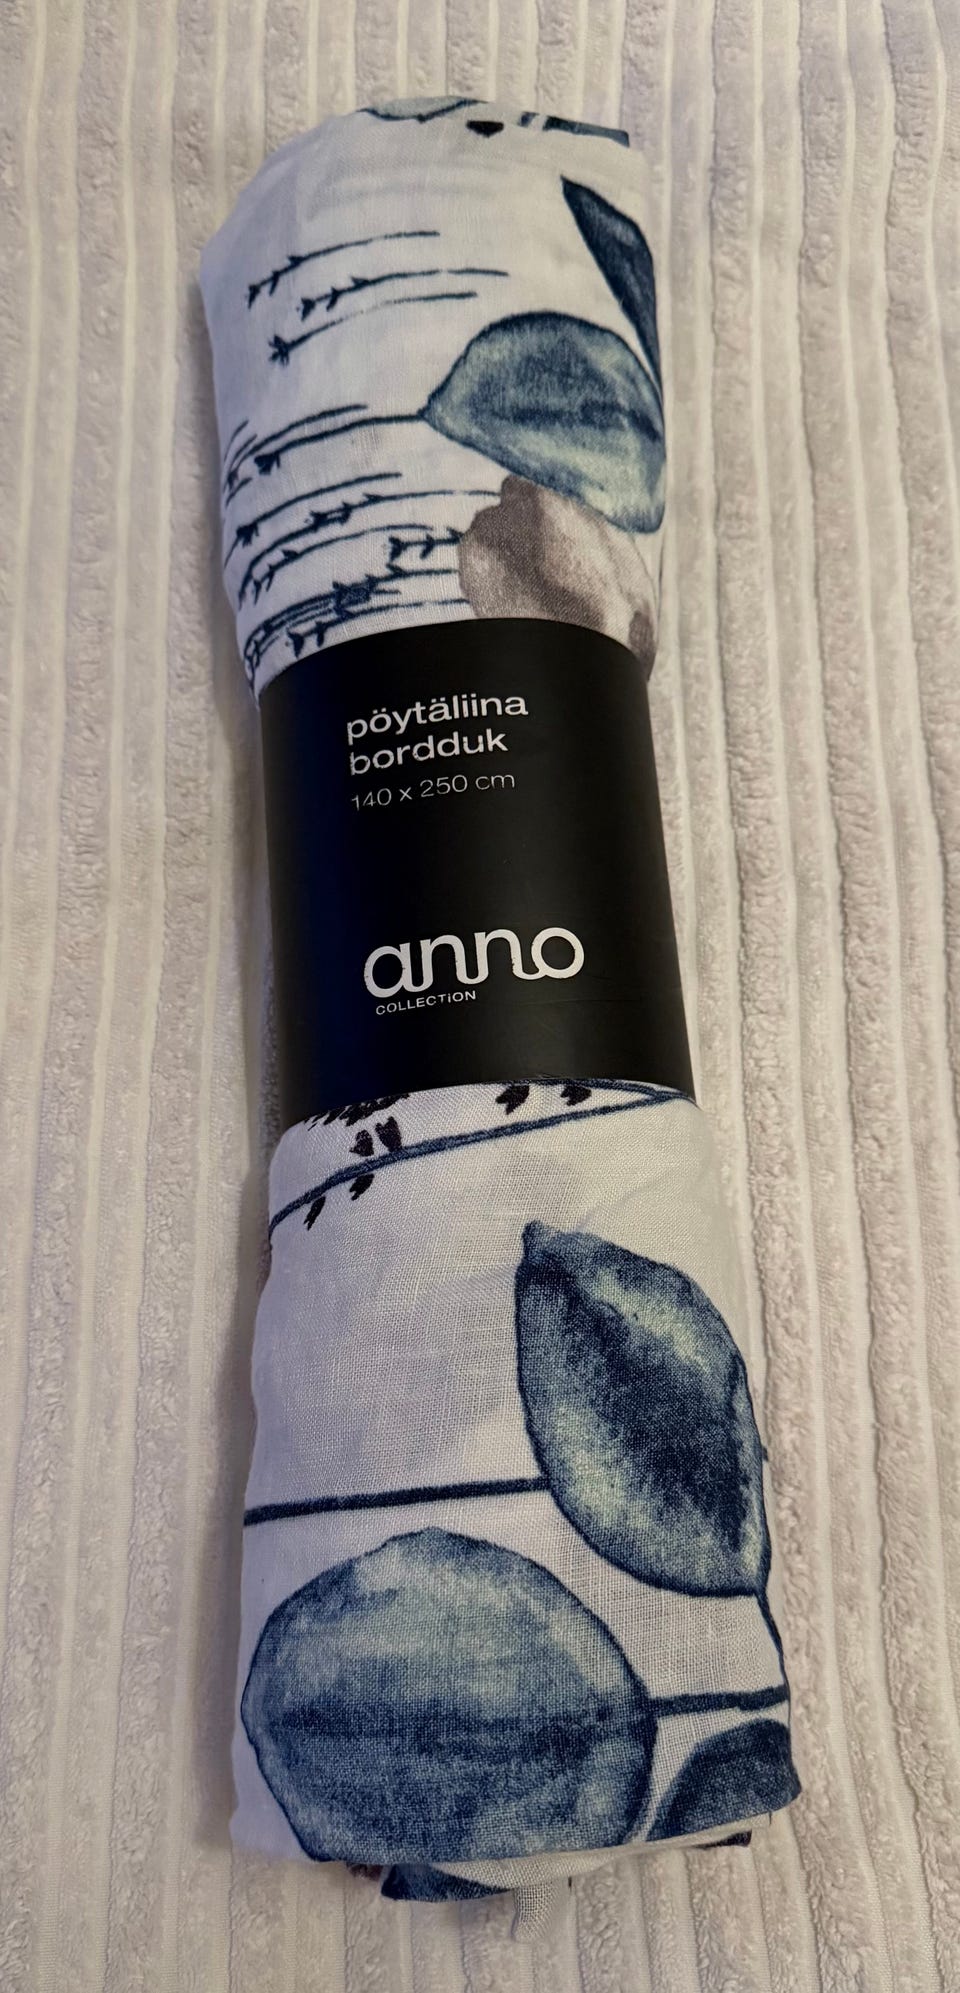 pöytäliina
bordduk
140 x 250 cm
anno
COLLECTION